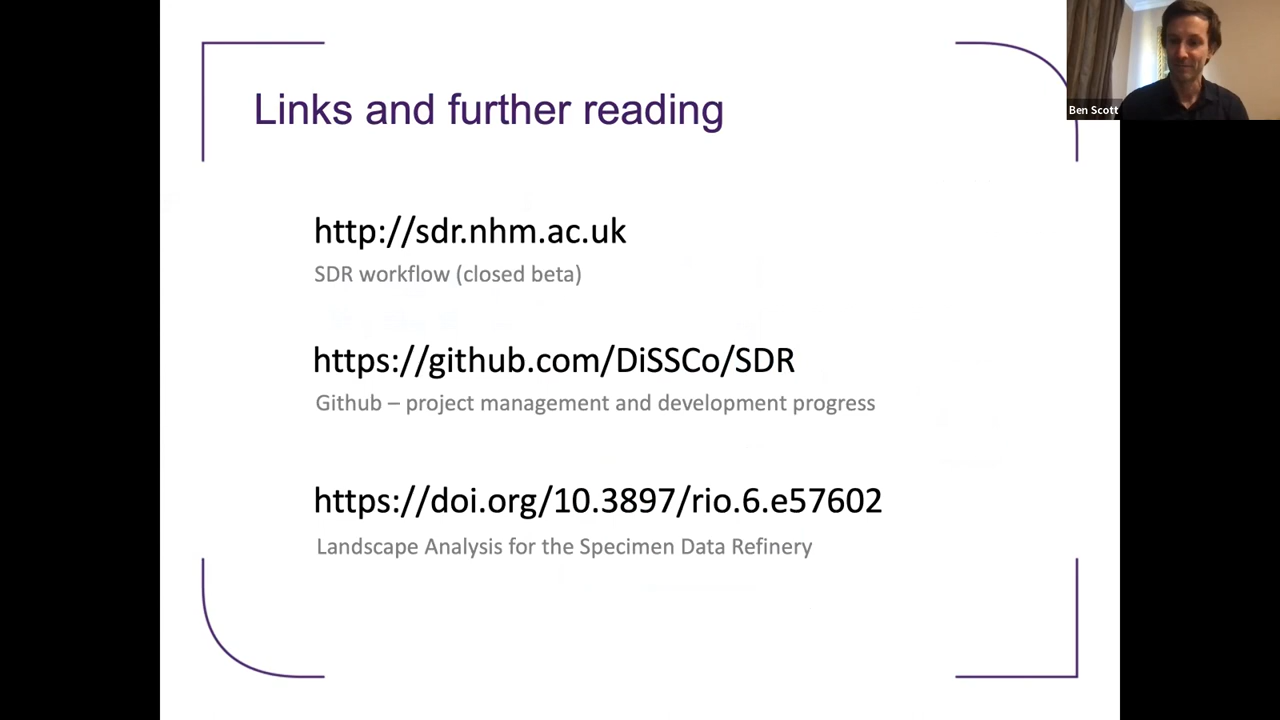 Links and further reading
http://sdr.nhm.ac.uk
SDR workflow (closed beta)
https://github.com/DiSSCo/SDR
Github – project management and development progress
https://doi.org/10.3897/rio.6.e57602
Landscape Analysis for the Specimen Data Refinery
Ben Scott